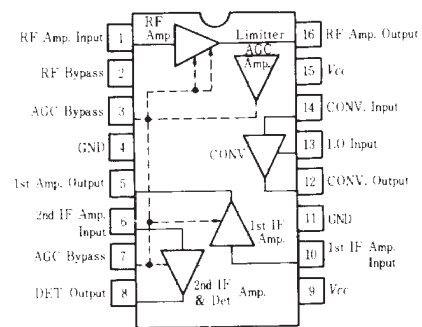 RF Amp. Input 1
RF Amp
Limitter
16 RF Amp. Output
RF Bypass 2
AGC Amp.
15 Vcc
AGC Bypass 3
14 CONV. Input
GND 4
CONV
13 LO Input
1st Amp. Output 5
12 CONV. Output
2nd IF Amp. Input 6
1st IF Amp.
11 GND
AGC Bypass 7
10 1st IF Amp. Input
DET Output 8
2nd IF & Det Amp.
9 Vcc